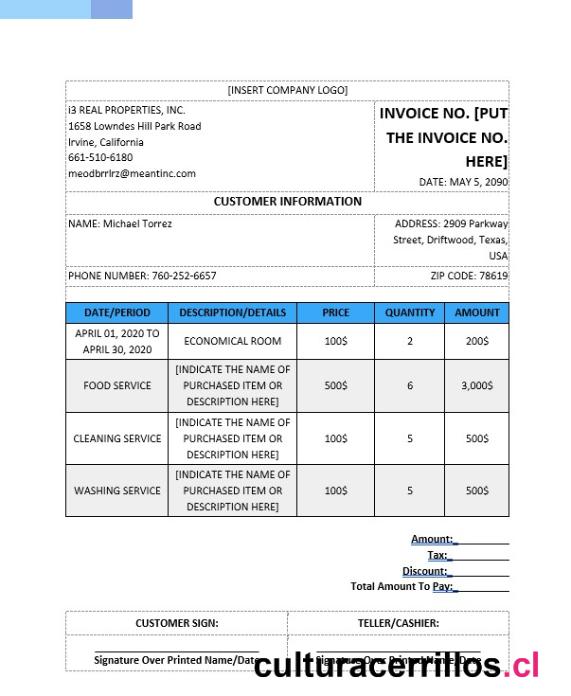 [INSERT COMPANY LOGO]
i3 REAL PROPERTIES, INC.
1658 Lowndes Hill Park Road
Irvine, California
661-510-6180
meodbrrlrz@meantinc.com
INVOICE NO. [PUT
THE INVOICE NO.
HERE]
DATE: MAY 5, 2090
CUSTOMER INFORMATION
NAME: Michael Torrez
ADDRESS: 2909 Parkway
Street, Driftwood, Texas,
USA
PHONE NUMBER: 760-252-6657
ZIP CODE: 78619
DATE/PERIOD DESCRIPTION/DETAILS PRICE QUANTITY AMOUNT
APRIL 01, 2020 TO
APRIL 30, 2020
ECONOMICAL ROOM 100$ 2 200$
FOOD SERVICE
[INDICATE THE NAME OF
PURCHASED ITEM OR
DESCRIPTION HERE]
500$ 6 3,000$
CLEANING SERVICE
[INDICATE THE NAME OF
PURCHASED ITEM OR
DESCRIPTION HERE]
100$ 5 500$
WASHING SERVICE
[INDICATE THE NAME OF
PURCHASED ITEM OR
DESCRIPTION HERE]
100$ 5 500$
Amount:
Tax:
Discount:
Total Amount To Pay:
CUSTOMER SIGN: TELLER/CASHIER:
Signature Over Printed Name/Date
Signature Over Printed Name/Date
culturacerrillos.cl